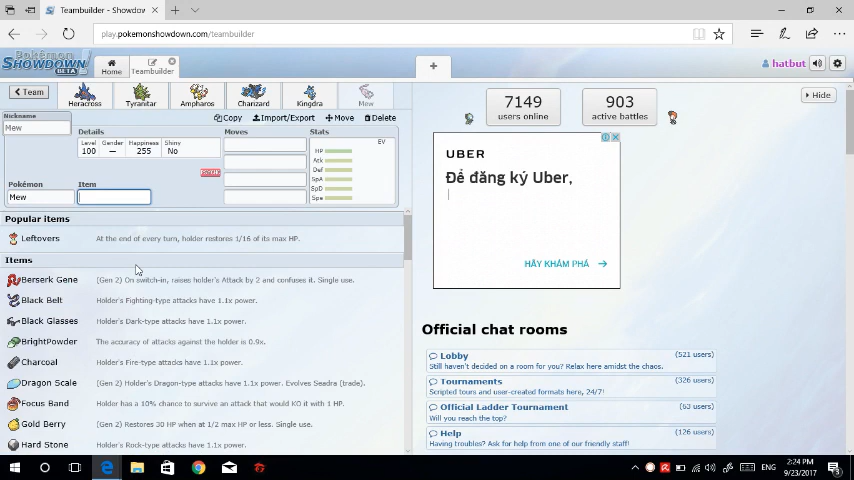 Teambuilder - Showdow
play.pokemonshowdown.com/teambuilder
Pokémon
SHOWDOWN
BETA
Home
Teambuilder
hatbut
< Team
Heracross
Tyranitar
Ampharos
Charizard
Kingdra
Mew
Nickname
Mew
Copy
Import/Export
Move
Delete
Details
Level
Gender
Happiness
Shiny
100
—
255
No
Moves
Stats
EV
HP
Atk
Def
SpA
SpD
Spe
Pokémon
Item
Mew
Popular items
Leftovers
At the end of every turn, holder restores 1/16 of its max HP.
Items
Berserk Gene
(Gen 2) On switch-in, raises holder's Attack by 2 and confuses it. Single use.
Black Belt
Holder's Fighting-type attacks have 1.1x power.
Black Glasses
Holder's Dark-type attacks have 1.1x power.
BrightPowder
The accuracy of attacks against the holder is 0.9x.
Charcoal
Holder's Fire-type attacks have 1.1x power.
Dragon Scale
(Gen 2) Holder's Dragon-type attacks have 1.1x power. Evolves Seadra (trade).
Focus Band
Holder has a 10% chance to survive an attack that would KO it with 1 HP.
Gold Berry
(Gen 2) Restores 30 HP when at 1/2 max HP or less. Single use.
Hard Stone
Holder's Rock-type attacks have 1.1x power.
Hide
7149
users online
903
active battles
UBER
Để đăng ký Uber,
HÃY KHÁM PHÁ
Official chat rooms
Lobby
(521 users)
Still haven't decided on a room for you? Relax here amidst the chaos.
Tournaments
(326 users)
Scripted tours and user-created formats here, 24/7!
Official Ladder Tournament
(63 users)
Will you reach the top?
Help
(126 users)
Having troubles? Ask for help from one of our friendly staff!
ENG
2:24 PM
9/23/2017